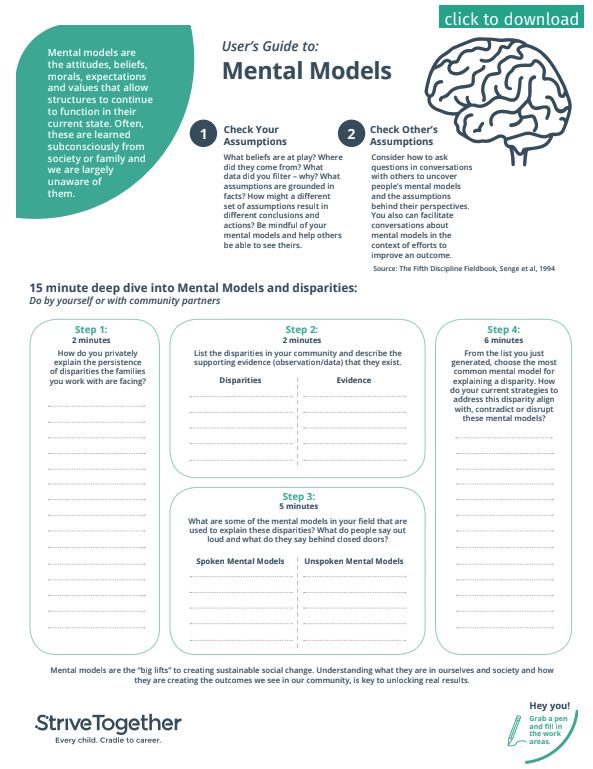 click to download
Mental models are
the attitudes, beliefs,
morals, expectations
and values that allow
structures to continue
to function in their
current state. Often,
these are learned
subconsciously from
society or family and
we are largely
unaware of
them.
User's Guide to:
Mental Models
1
Check Your
Assumptions
What beliefs are at play? Where
did they come from? What
data did you filter – why? What
assumptions are grounded in
facts? How might a different
set of assumptions result in
different conclusions and
actions? Be mindful of your
mental models and help others
be able to see theirs.
2
Check Other's
Assumptions
Consider how to ask
questions in conversations
with others to uncover
people's mental models
and the assumptions
behind their perspectives.
You also can facilitate
conversations about
mental models in the
context of efforts to
improve an outcome.
Source: The Fifth Discipline Fieldbook, Senge et al, 1994
15 minute deep dive into Mental Models and disparities:
Do by yourself or with community partners
Step 1:
2 minutes
How do you privately
explain the persistence
of disparities the families
you work with are facing?
Step 2:
2 minutes
List the disparities in your community and describe the
supporting evidence (observation/data) that they exist.
Disparities Evidence
Step 3:
5 minutes
What are some of the mental models in your field that are
used to explain these disparities? What do people say out
loud and what do they say behind closed doors?
Spoken Mental Models Unspoken Mental Models
Step 4:
6 minutes
From the list you just
generated, choose the most
common mental model for
explaining a disparity. How
do your current strategies to
address this disparity align
with, contradict or disrupt
these mental models?
Mental models are the "big lifts" to creating sustainable social change. Understanding what they are in ourselves and society and how
they are creating the outcomes we see in our community, is key to unlocking real results.
StriveTogether
Every child. Cradle to career.
Hey you!
Grab a pen
and fill in
the work
areas.